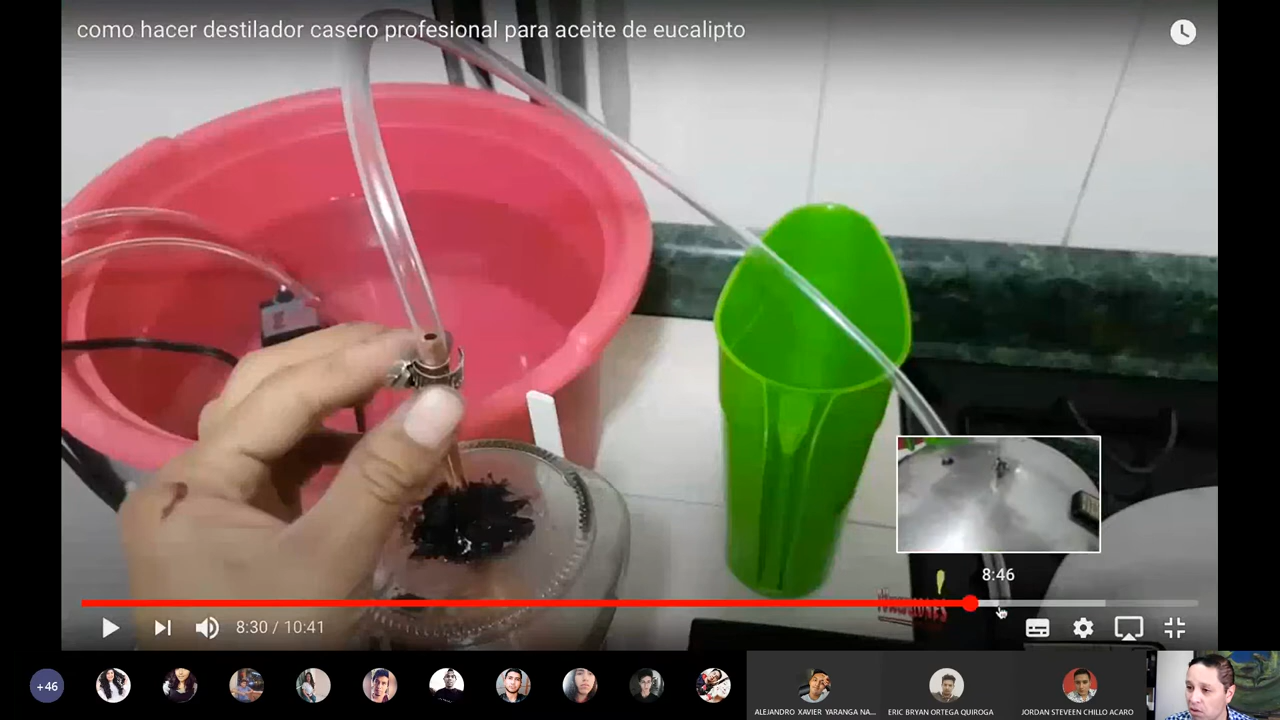 como hacer destilador casero profesional para aceite de eucalipto
8:46
8:30 / 10:41
+46
ALEJANDRO XAVIER YARANGA NA...
ERIC BRYAN ORTEGA QUIROGA
JORDAN STEVEEN CHILLO ACARO